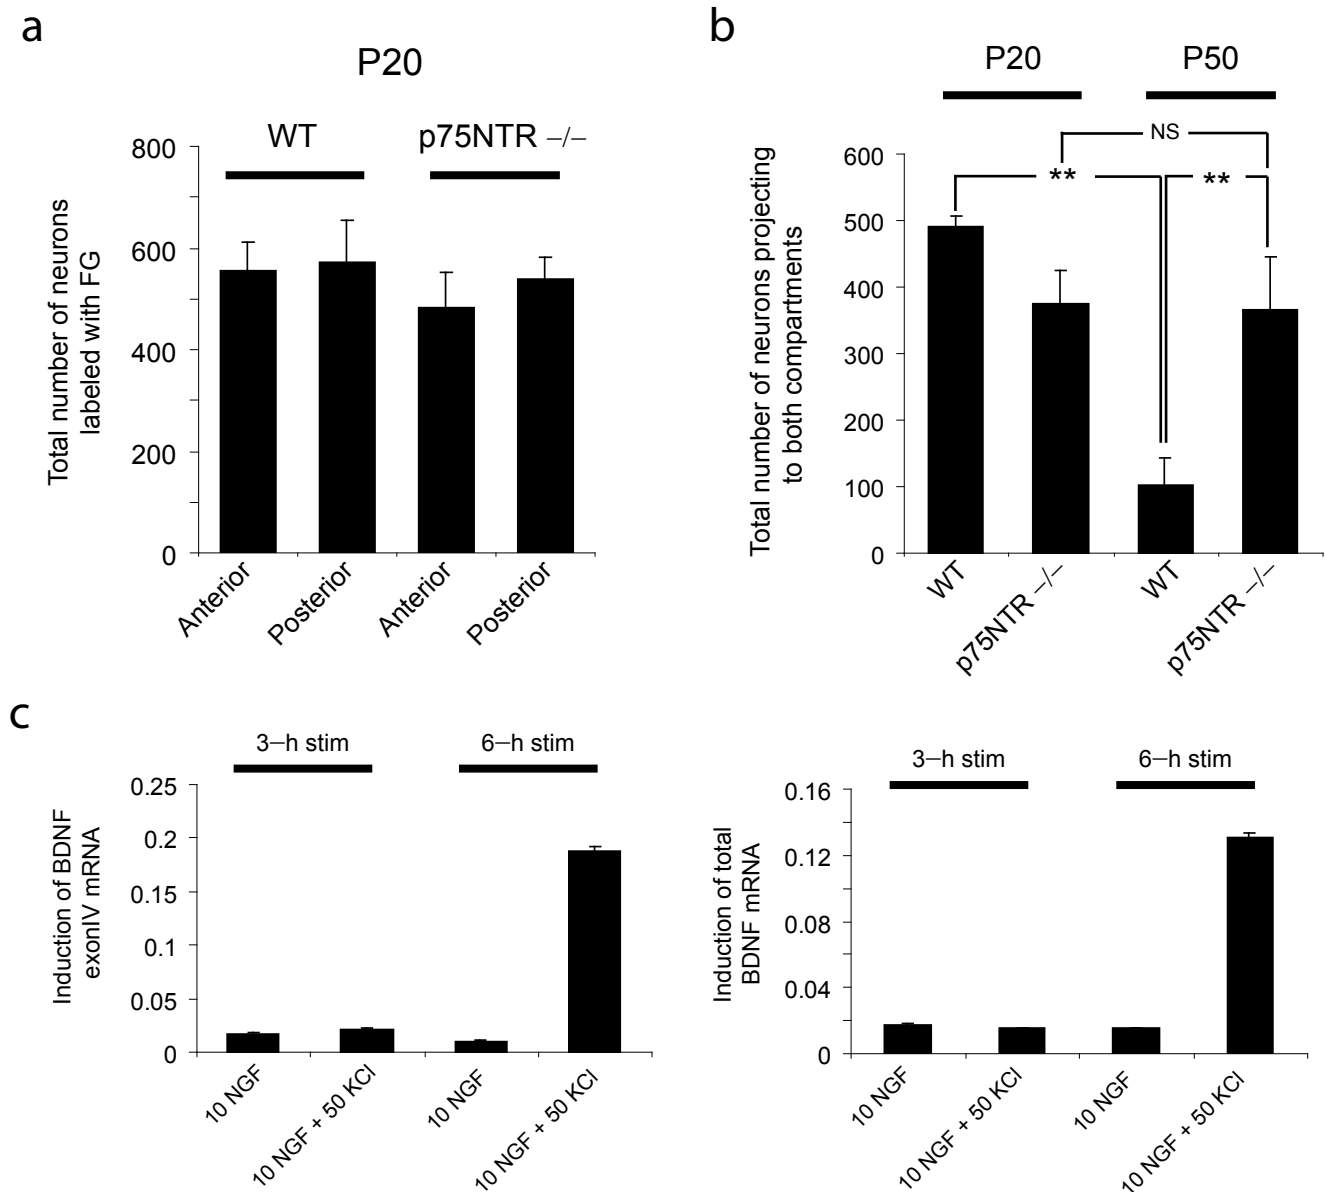 a
P20
WT
p75NTR –/–
Total number of neurons
labeled with FG
800
600
400
200
0
Anterior
Posterior
Anterior
Posterior
b
P20
P50
NS
**
**
Total number of neurons projecting
to both compartments
600
500
400
300
200
100
0
WT
p75NTR –/–
WT
p75NTR –/–
c
3–h stim
6–h stim
Induction of BDNF
exonIV mRNA
0.25
0.2
0.15
0.1
0.05
0
10 NGF
10 NGF + 50 KCl
10 NGF
10 NGF + 50 KCl
3–h stim
6–h stim
Induction of total
BDNF mRNA
0.16
0.12
0.08
0.04
0
10 NGF
10 NGF + 50 KCl
10 NGF
10 NGF + 50 KCl